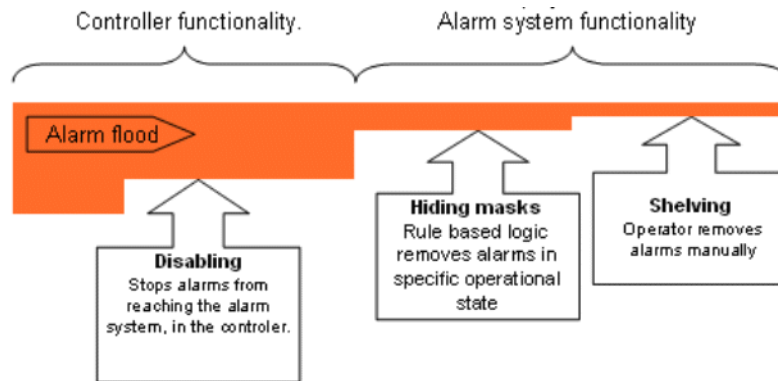 Controller functionality.
Alarm system functionality
Alarm flood
Disabling
Stops alarms from
reaching the alarm
system, in the controler.
Hiding masks
Rule based logic
removes alarms in
specific operational
state
Shelving
Operator removes
alarms manually